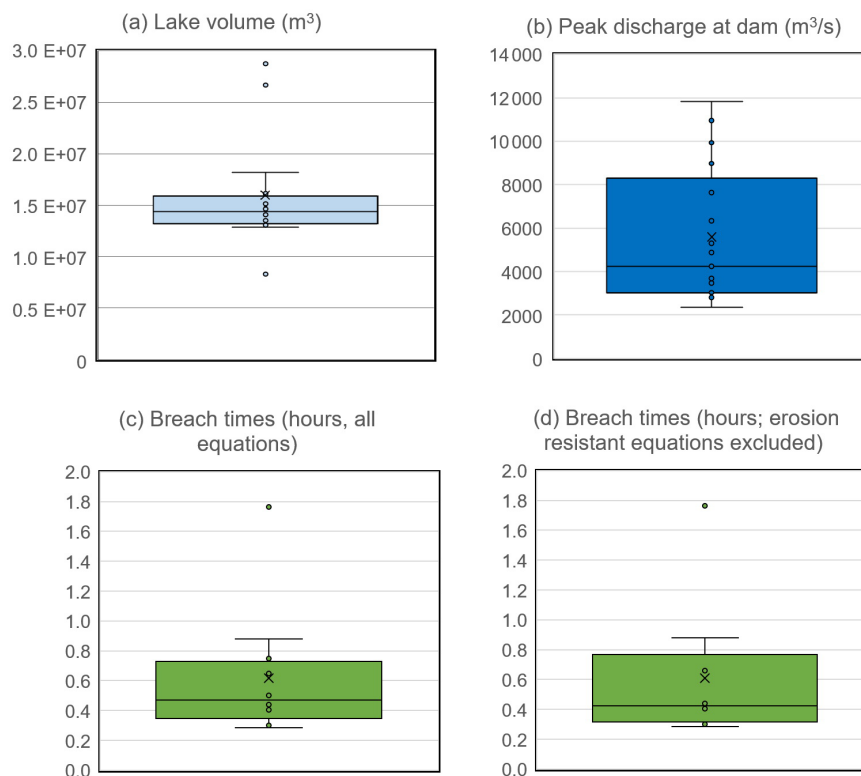 (a) Lake volume (m³)
3.0 E+07
2.5 E+07
2.0 E+07
1.5 E+07
1.0 E+07
0.5 E+07
0
(b) Peak discharge at dam (m³/s)
14 000
12 000
10 000
8000
6000
4000
2000
0
(c) Breach times (hours, all
equations)
2.0
1.8
1.6
1.4
1.2
1.0
0.8
0.6
0.4
0.2
0.0
(d) Breach times (hours; erosion
resistant equations excluded)
2.0
1.8
1.6
1.4
1.2
1.0
0.8
0.6
0.4
0.2
0.0